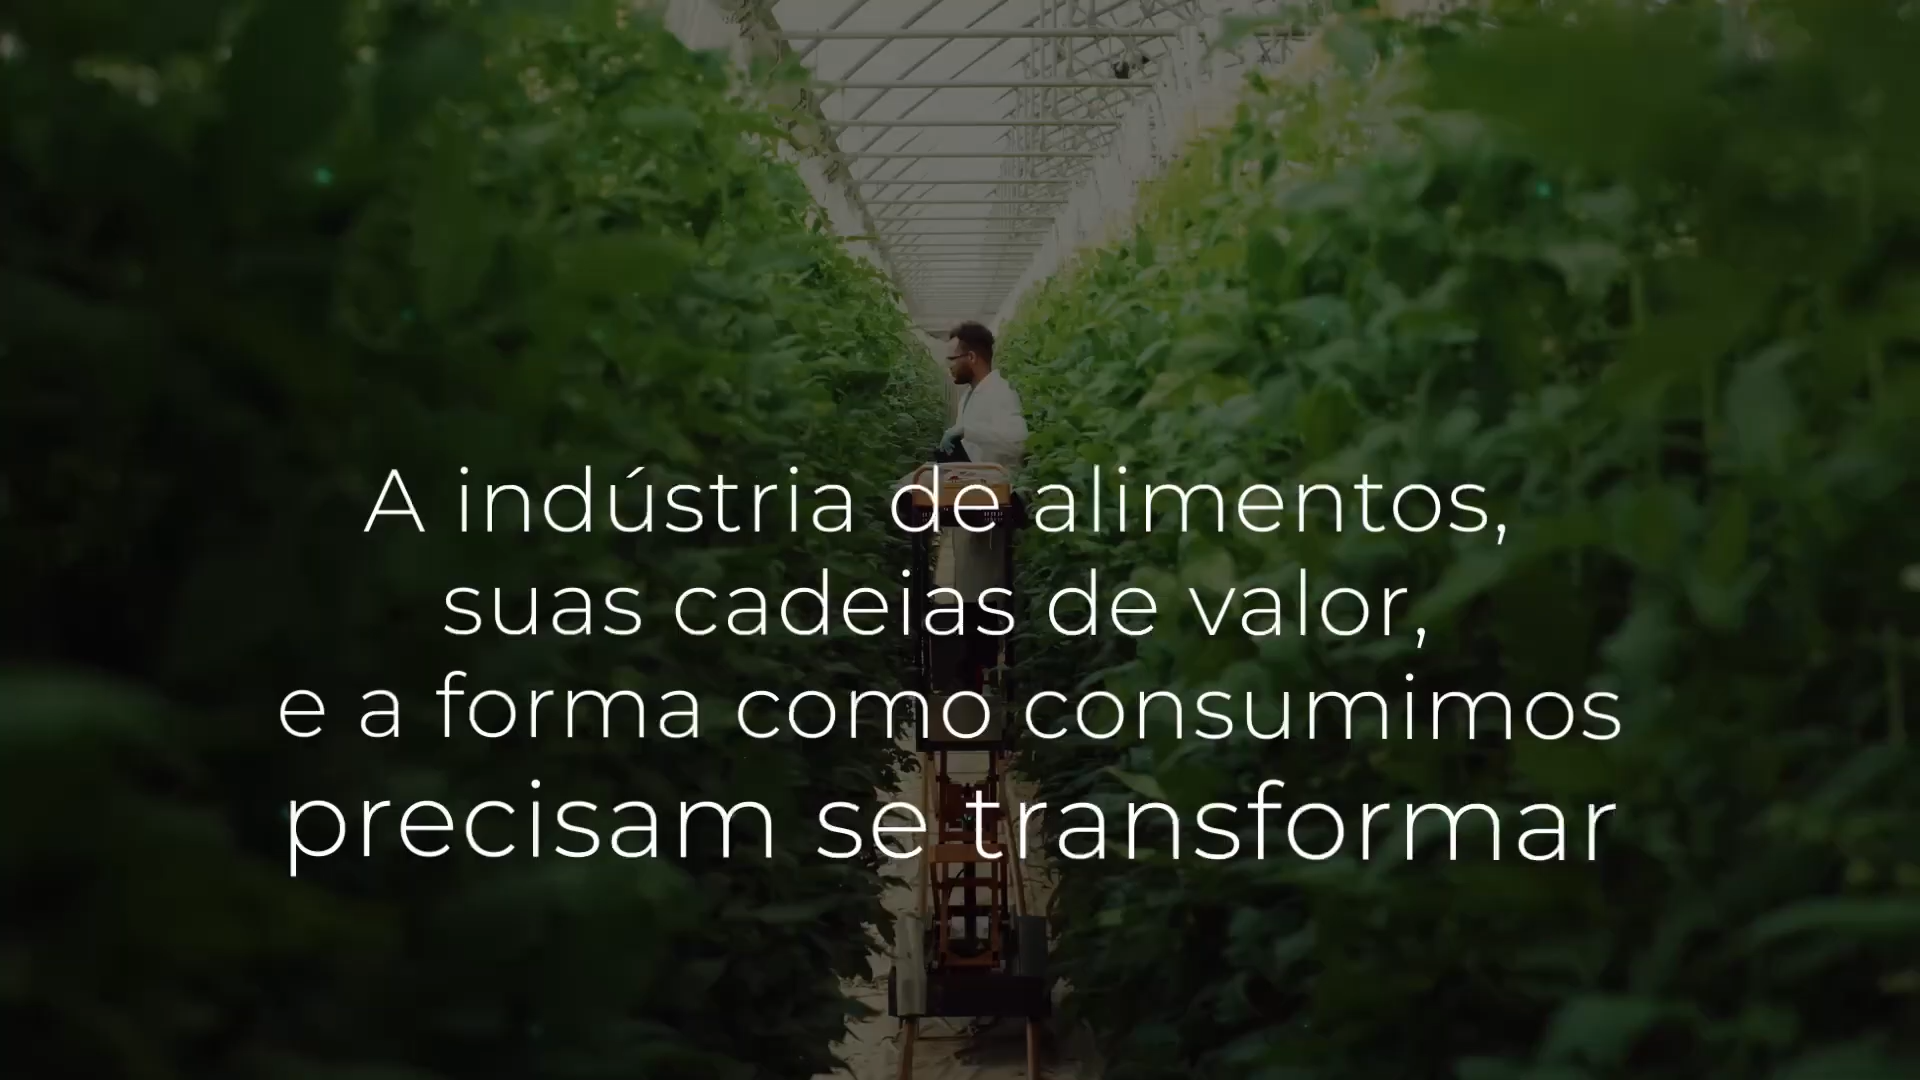 A indústria de alimentos,
suas cadeias de valor,
e a forma como consumimos
precisam se transformar